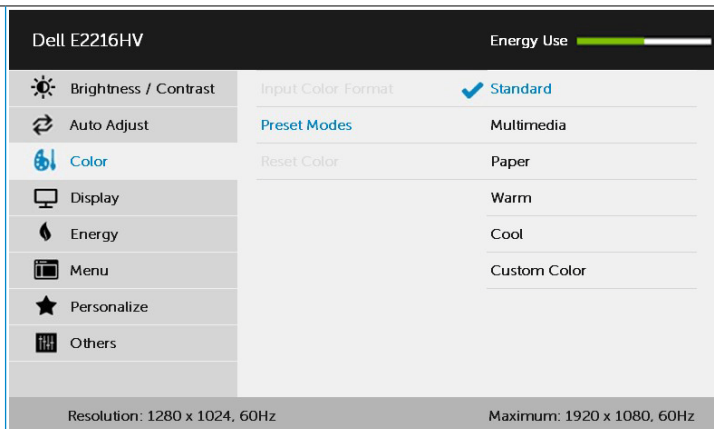 Dell E2216HV Energy Use
Brightness / Contrast Input Color Format Standard
Auto Adjust Preset Modes Multimedia
Color Reset Color Paper
Display Warm
Energy Cool
Menu Custom Color
Personalize
Others
Resolution: 1280 x 1024, 60Hz Maximum: 1920 x 1080, 60Hz